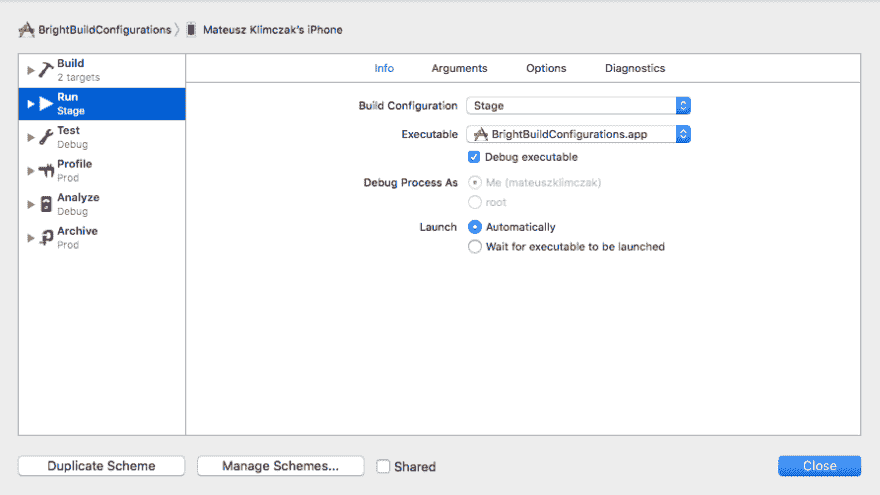 BrightBuildConfigurations Mateusz Klimczak's iPhone
Build
2 targets
Run
Stage
Test
Debug
Profile
Prod
Analyze
Debug
Archive
Prod
Info Arguments Options Diagnostics
Build Configuration Stage
Executable BrightBuildConfigurations.app
Debug executable
Debug Process As Me (mateuszklimczak)
root
Launch Automatically
Wait for executable to be launched
Duplicate Scheme Manage Schemes... Shared Close